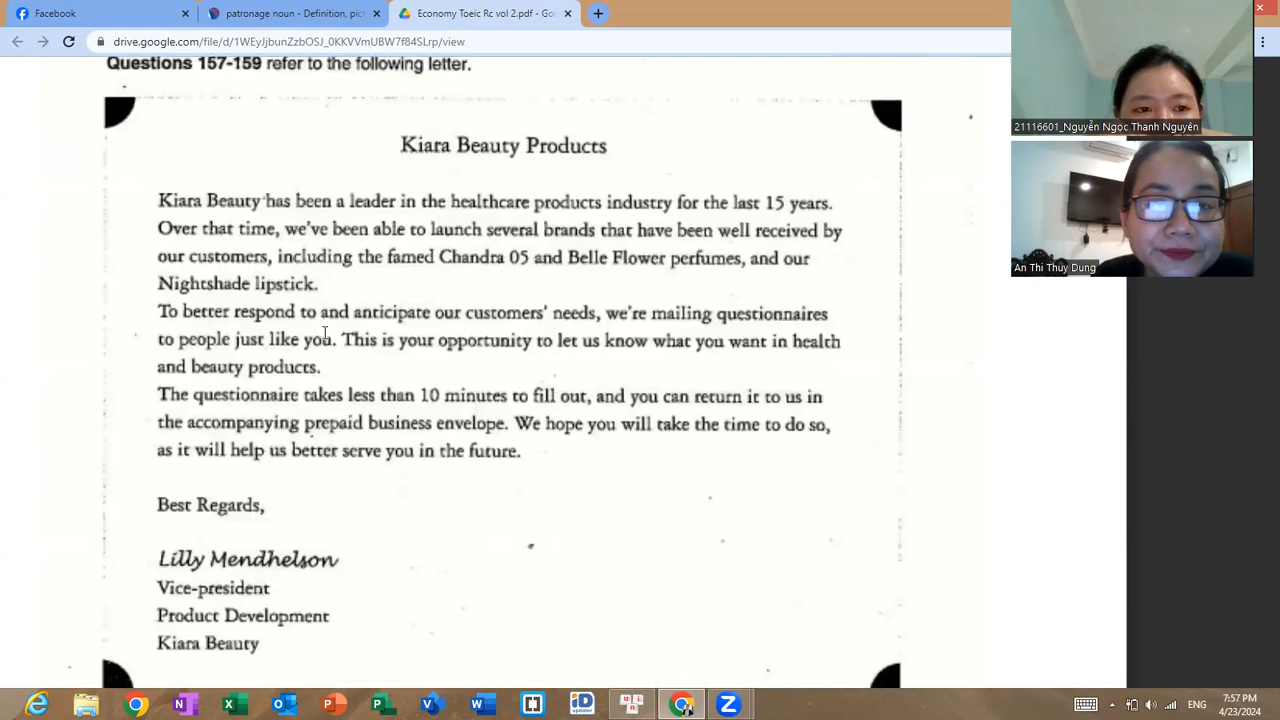 Facebook
patronage noun - Definition, pict
Economy Toeic Rc vol 2.pdf - Goo
drive.google.com/file/d/1WEyJjbunZzbOSJ_0KKVVmUBW7f84SLrp/view
Questions 157-159 refer to the following letter.
Kiara Beauty Products
Kiara Beauty has been a leader in the healthcare products industry for the last 15 years.
Over that time, we've been able to launch several brands that have been well received by
our customers, including the famed Chandra 05 and Belle Flower perfumes, and our
Nightshade lipstick.
To better respond to and anticipate our customers' needs, we're mailing questionnaires
to people just like you. This is your opportunity to let us know what you want in health
and beauty products.
The questionnaire takes less than 10 minutes to fill out, and you can return it to us in
the accompanying prepaid business envelope. We hope you will take the time to do so,
as it will help us better serve you in the future.
Best Regards,
Lilly Mendhelson
Vice-president
Product Development
Kiara Beauty
21116601_Nguyễn Ngọc Thanh Nguyên
An Thi Thuy Dung
ENG
7:57 PM
4/23/2024